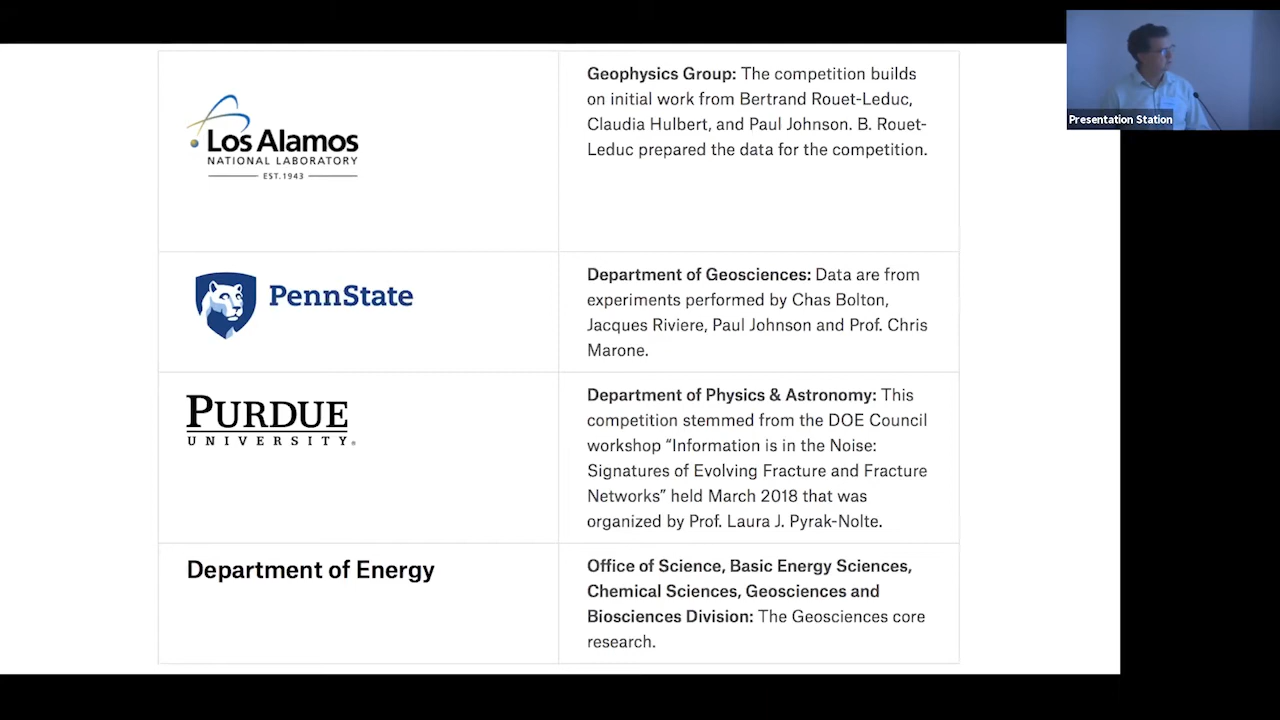 Los Alamos
NATIONAL LABORATORY
EST. 1943
Geophysics Group: The competition builds
on initial work from Bertrand Rouet-Leduc,
Claudia Hulbert, and Paul Johnson. B. Rouet-
Leduc prepared the data for the competition.
PennState
Department of Geosciences: Data are from
experiments performed by Chas Bolton,
Jacques Riviere, Paul Johnson and Prof. Chris
Marone.
PURDUE
UNIVERSITY®
Department of Physics & Astronomy: This
competition stemmed from the DOE Council
workshop “Information is in the Noise:
Signatures of Evolving Fracture and Fracture
Networks” held March 2018 that was
organized by Prof. Laura J. Pyrak-Nolte.
Department of Energy
Office of Science, Basic Energy Sciences,
Chemical Sciences, Geosciences and
Biosciences Division: The Geosciences core
research.
Presentation Station